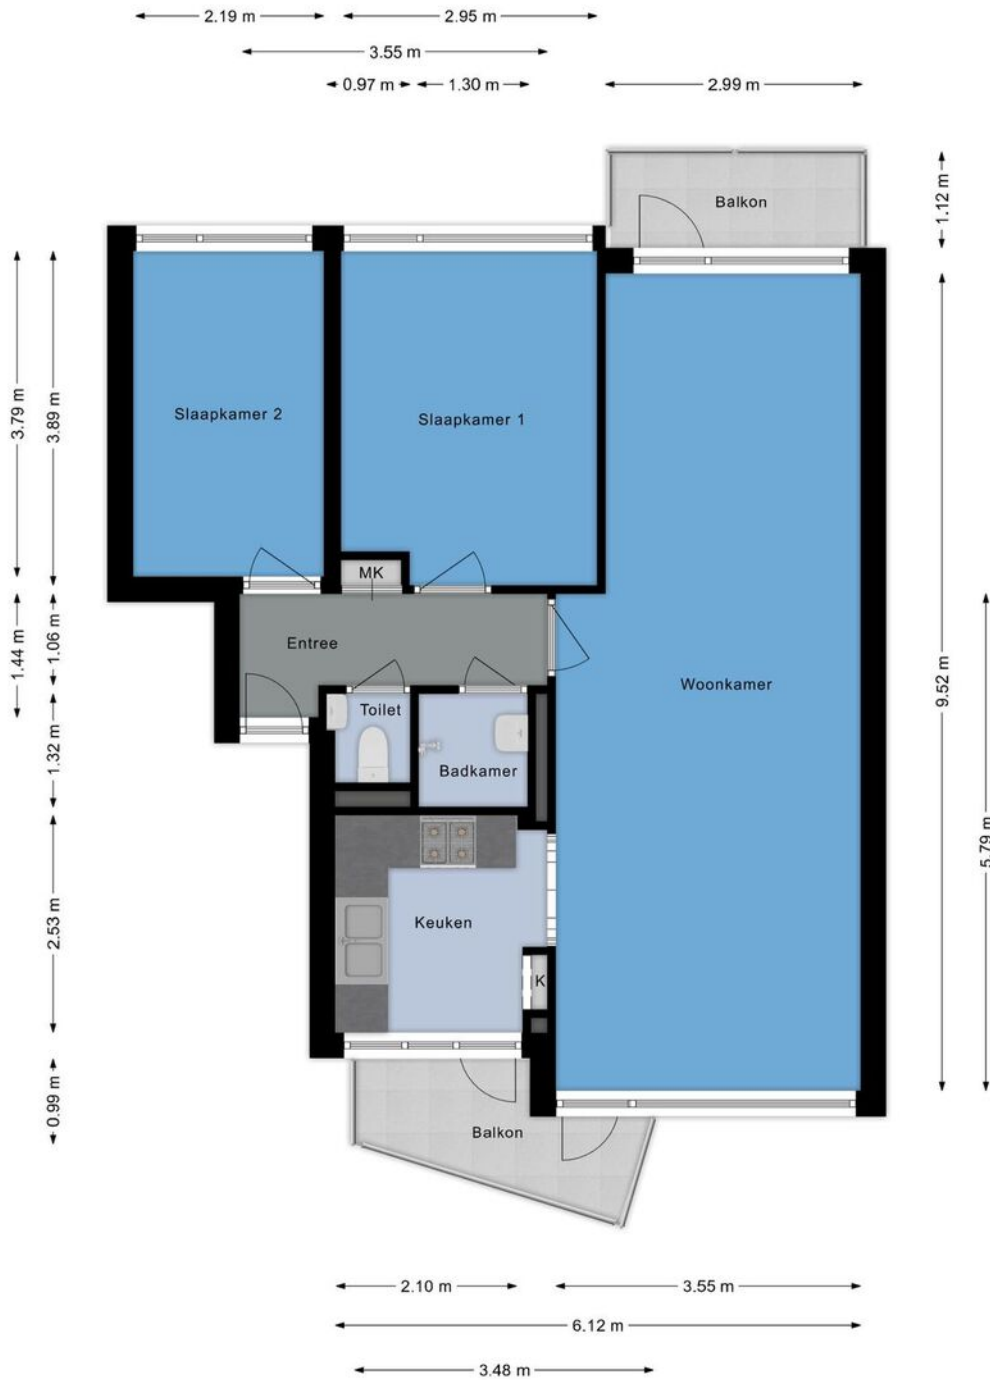 2.19 m
2.95 m
3.55 m
0.97 m
1.30 m
2.99 m
Balkon
1.12 m
3.79 m
3.89 m
Slaapkamer 2
Slaapkamer 1
MK
1.44 m
1.06 m
Entree
Woonkamer
9.52 m
Toilet
1.32 m
Badkamer
5.79 m
2.53 m
Keuken
K
0.99 m
Balkon
2.10 m
3.55 m
6.12 m
3.48 m